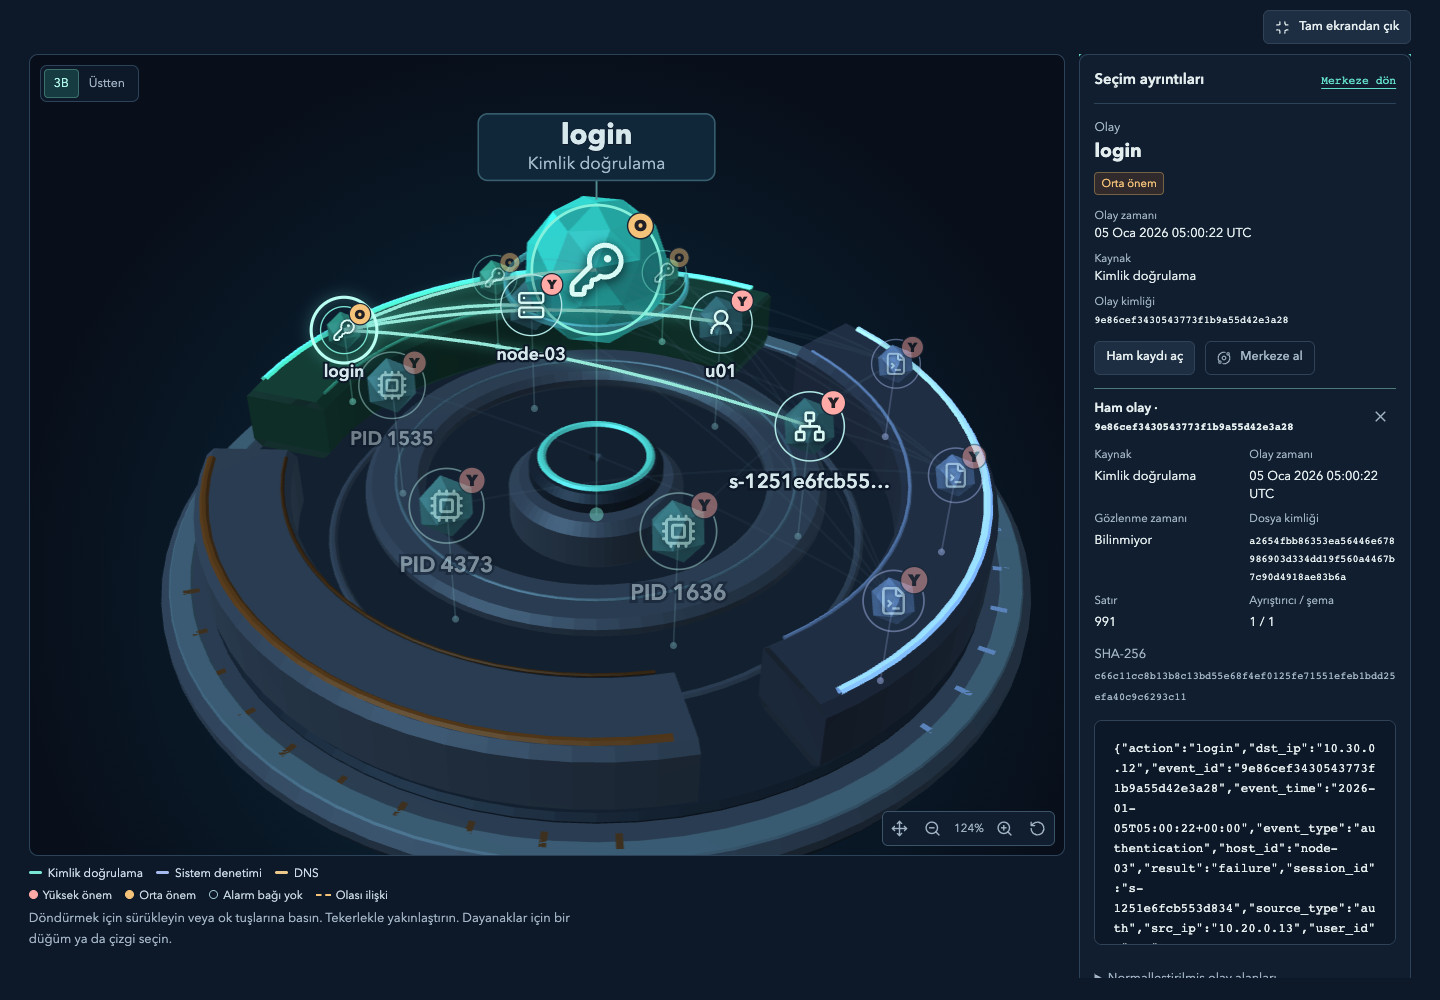 Tam ekrandan çık
3B
Üstten
login
Kimlik doğrulama
O
O
O
Y
Y
O
Y
login
node-03
u01
Y
Y
PID 1535
Y
s-1251e6fcb55...
Y
Y
Y
PID 4373
PID 1636
Y
124%
Kimlik doğrulama
Sistem denetimi
DNS
Yüksek önem
Orta önem
Alarm bağı yok
Olası ilişki
Döndürmek için sürükleyin veya ok tuşlarına basın. Tekerlekle yakınlaştırın. Dayanaklar için bir
düğüm ya da çizgi seçin.
Seçim ayrıntıları
Merkeze dön
Olay
login
Orta önem
Olay zamanı
05 Oca 2026 05:00:22 UTC
Kaynak
Kimlik doğrulama
Olay kimliği
9e86cef3430543773f1b9a55d42e3a28
Ham kaydı aç
Merkeze al
Ham olay ·
9e86cef3430543773f1b9a55d42e3a28
Kaynak
Olay zamanı
Kimlik doğrulama
05 Oca 2026 05:00:22
UTC
Gözlenme zamanı
Dosya kimliği
Bilinmiyor
a2654fbb86353ea56446e678
986903d334dd19f560a4467b
7c90d4918ae83b6a
Satır
Ayrıştırıcı / şema
991
1 / 1
SHA-256
c66c11cc8b13b8c13bd55e68f4ef0125fe71551efeb1bdd25
efa40c9c6293c11
{"action":"login","dst_ip":"10.30.0
.12","event_id":"9e86cef3430543773f
1b9a55d42e3a28","event_time":"2026-
01-
05T05:00:22+00:00","event_type":"au
thentication","host_id":"node-
03","result":"failure","session_id"
:"s-
1251e6fcb553d834","source_type":"au
th","src_ip":"10.20.0.13","user_id"
Normalleştirilmiş olay alanları